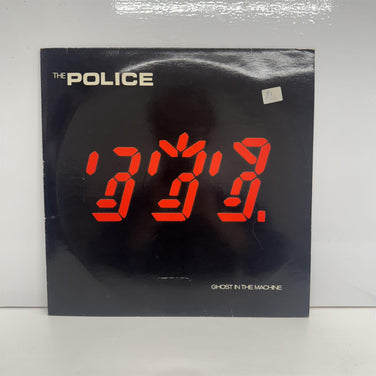 THE POLICE
GHOST IN THE MACHINE